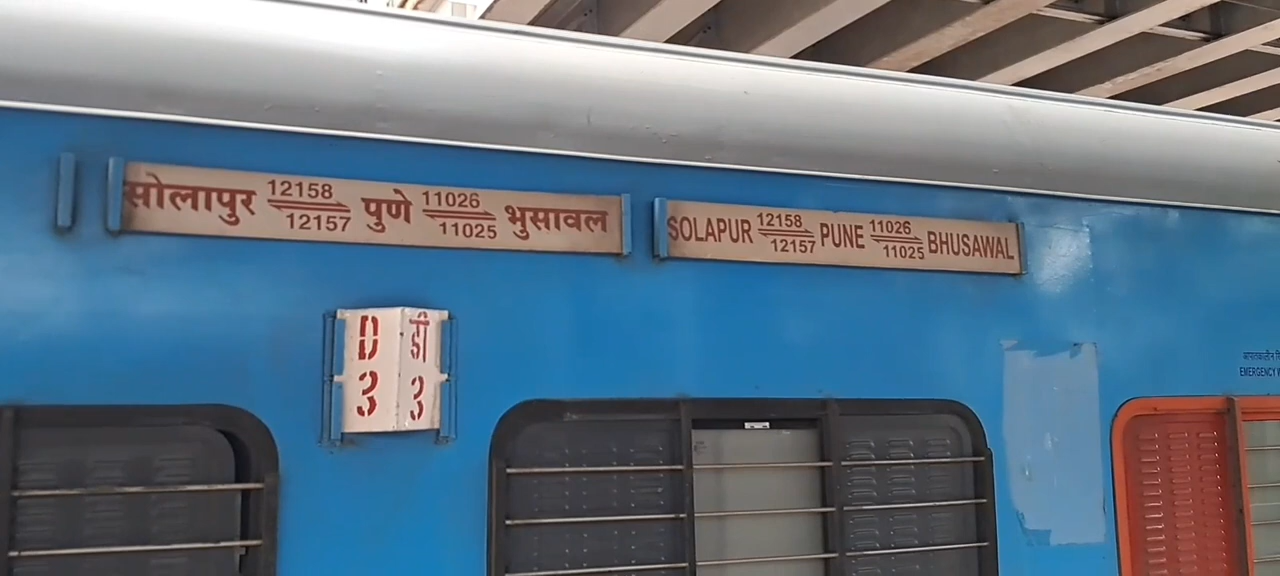 सोलापुर 12158 ⇌ 12157 पुणे 11026 ⇌ 11025 भुसावल
SOLAPUR 12158 ⇌ 12157 PUNE 11026 ⇌ 11025 BHUSAWAL
D डी
3 3
EMERGENCY